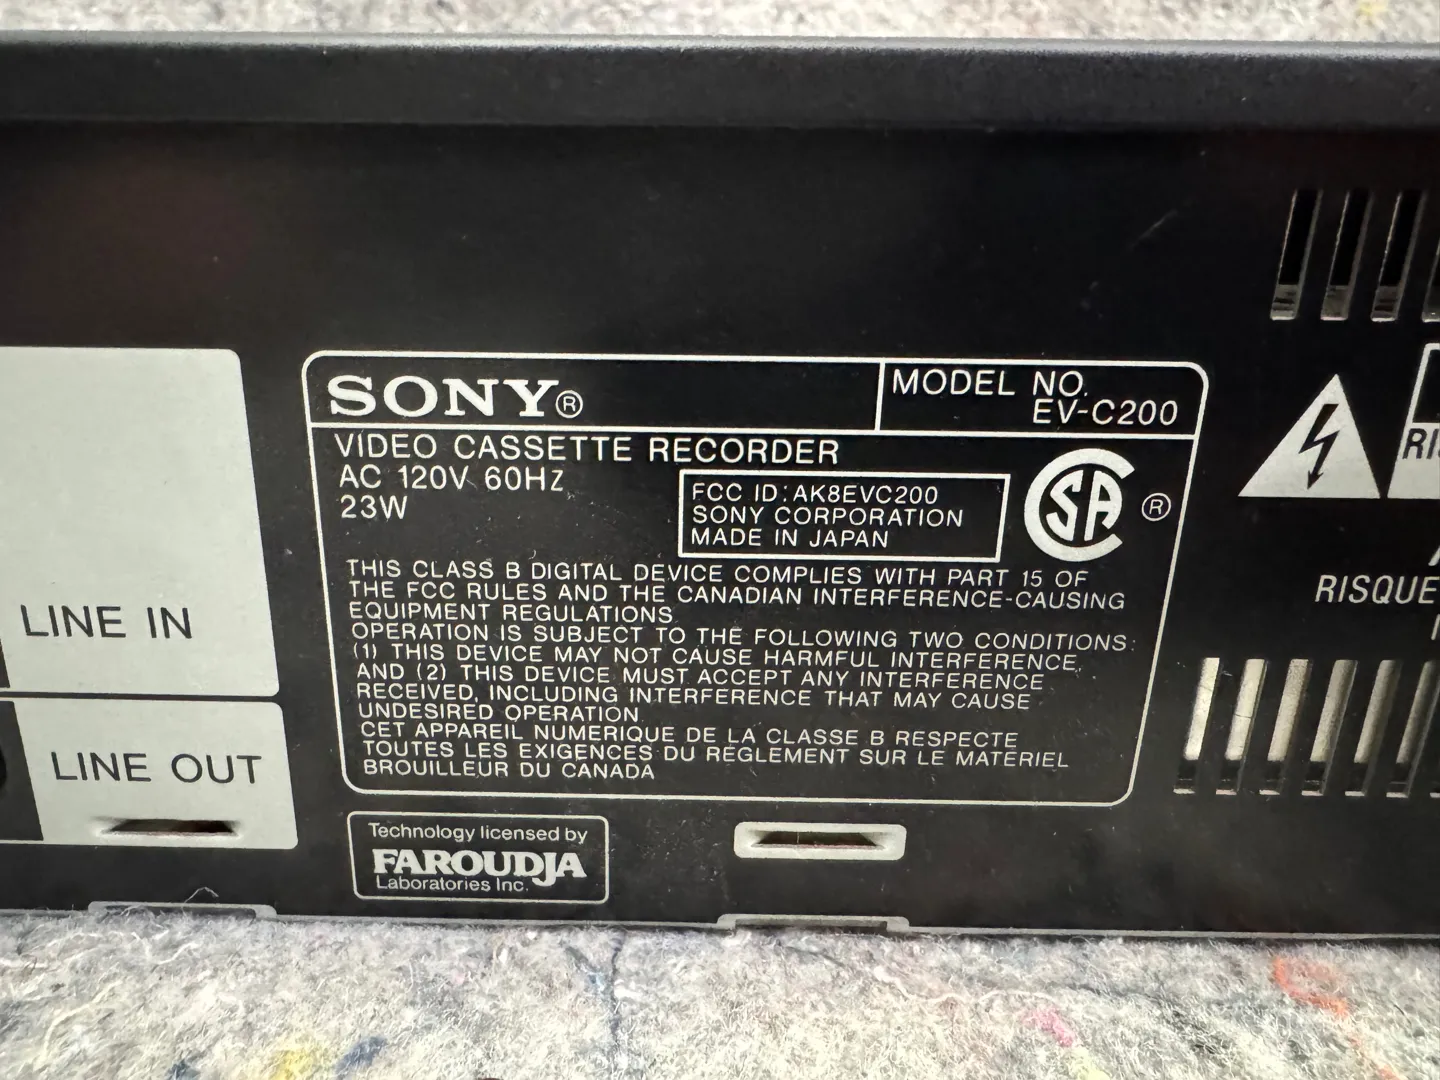 SONY®
MODEL NO.
EV-C200
VIDEO CASSETTE RECORDER
AC 120V 60HZ
23W
FCC ID: AK8EVC200
SONY CORPORATION
MADE IN JAPAN
SA ®
THIS CLASS B DIGITAL DEVICE COMPLIES WITH PART 15 OF
THE FCC RULES AND THE CANADIAN INTERFERENCE-CAUSING
EQUIPMENT REGULATIONS.
OPERATION IS SUBJECT TO THE FOLLOWING TWO CONDITIONS:
(1) THIS DEVICE MAY NOT CAUSE HARMFUL INTERFERENCE,
AND (2) THIS DEVICE MUST ACCEPT ANY INTERFERENCE
RECEIVED, INCLUDING INTERFERENCE THAT MAY CAUSE
UNDESIRED OPERATION.
CET APPAREIL NUMERIQUE DE LA CLASSE B RESPECTE
TOUTES LES EXIGENCES DU REGLEMENT SUR LE MATERIEL
BROUILLEUR DU CANADA
LINE IN
LINE OUT
Technology licensed by
FAROUDJA
Laboratories Inc.
RISQUE